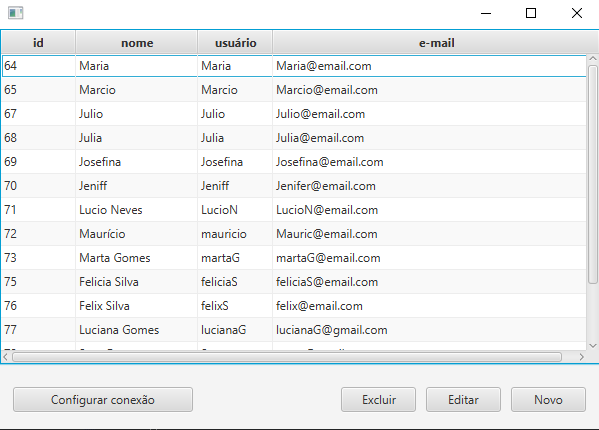 id nome usuário e-mail
64 Maria Maria Maria@email.com
65 Marcio Marcio Marcio@email.com
67 Julio Julio Julio@email.com
68 Julia Julia Julia@email.com
69 Josefina Josefina Josefina@email.com
70 Jeniff Jeniff Jenifer@email.com
71 Lucio Neves LucioN LucioN@email.com
72 Maurício mauricio Mauric@email.com
73 Marta Gomes martaG martaG@email.com
75 Felicia Silva feliciaS feliciaS@email.com
76 Felix Silva felixS felix@email.com
77 Luciana Gomes lucianaG lucianaG@gmail.com
Configurar conexão Excluir Editar Novo